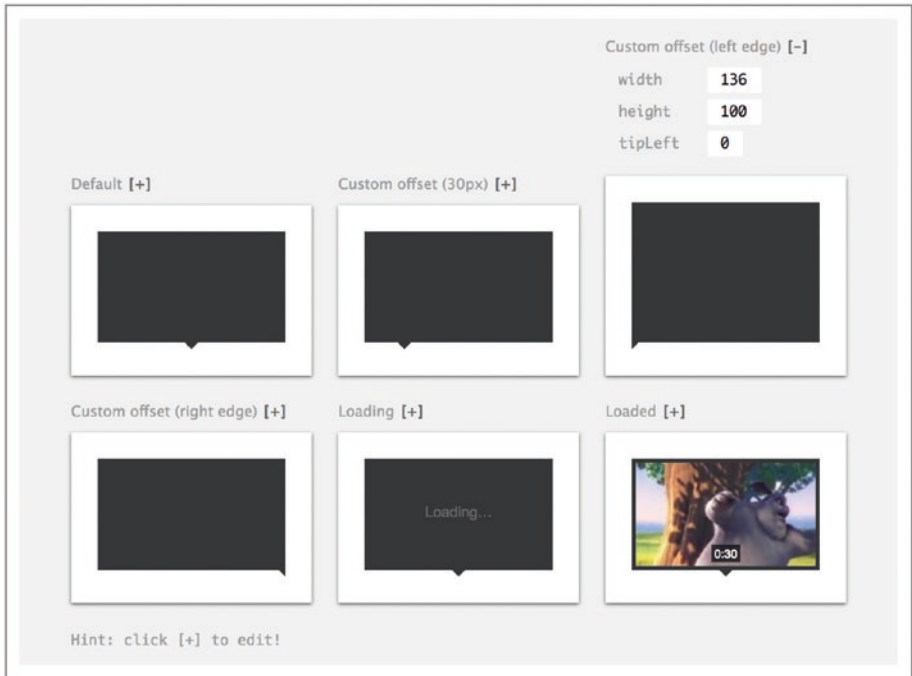 Custom offset (left edge) [-]
width 136
height 100
tipLeft 0
Default [+]
Custom offset (30px) [+]
Custom offset (right edge) [+]
Loading [+]
Loaded [+]
Loading...
0:30
Hint: click [+] to edit!